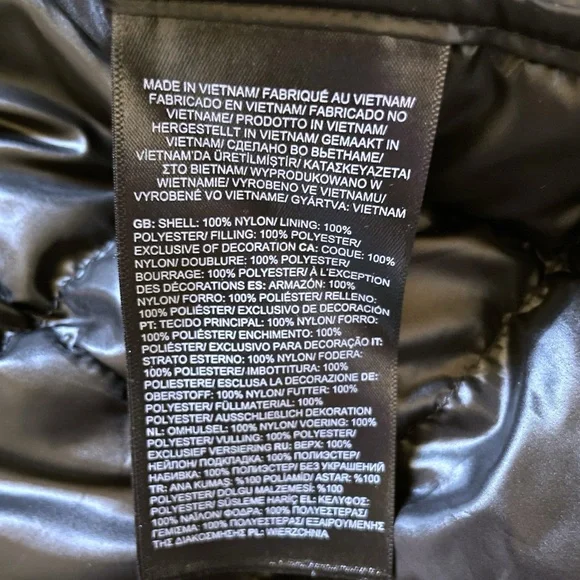 MADE IN VIETNAM/ FABRIQUÉ AU VIETNAM/
FABRICADO EN VIETNAM/ FABRICADO NO
VIETNAME/ PRODOTTO IN VIETNAM/
HERGESTELLT IN VIETNAM/ GEMAAKT IN
VIETNAM/ СДЕЛАНО ВО ВЬЕТНАМЕ/
VİETNAM'DA ÜRETİLMİŞTİR/ ΚΑΤΑΣΚΕΥΑΖΕΤΑΙ
ΣΤΟ ΒΙΕΤΝΑΜ/ WYPRODUKOWANO W
WIETNAMIE/ VYROBENO VE VIETNAMU/
VYROBENÉ VO VIETNAME/ GYÁRTVA: VIETNAM
GB: SHELL: 100% NYLON/ LINING: 100%
POLYESTER/ FILLING: 100% POLYESTER/
EXCLUSIVE OF DECORATION CA: COQUE: 100%
NYLON/ DOUBLURE: 100% POLYESTER/
BOURRAGE: 100% POLYESTER/ À L'EXCEPTION
DES DÉCORATIONS ES: ARMAZÓN: 100%
NYLON/ FORRO: 100% POLIÉSTER/ RELLENO:
100% POLIÉSTER/ EXCLUSIVO DE DECORACIÓN
PT: TECIDO PRINCIPAL: 100% NYLON/ FORRO:
100% POLIÉSTER/ ENCHIMENTO: 100%
POLIÉSTER/ EXCLUSIVO PARA DECORAÇÃO IT:
STRATO ESTERNO: 100% NYLON/ FODERA:
100% POLIESTERE/ IMBOTTITURA: 100%
POLIESTERE/ ESCLUSA LA DECORAZIONE DE:
OBERSTOFF: 100% NYLON/ FUTTER: 100%
POLYESTER/ FÜLLMATERIAL: 100%
POLYESTER/ AUSSCHLIEßLICH DEKORATION
NL: OMHULSEL: 100% NYLON/ VOERING: 100%
POLYESTER/ VULLING: 100% POLYESTER/
EXCLUSIEF VERSIERING RU: ВЕРХ: 100%
НЕЙЛОН/ ПОДКЛАДКА: 100% ПОЛИЭСТЕР/
НАБИВКА: 100% ПОЛИЭСТЕР/ БЕЗ УКРАШЕНИЙ
TR: ANA KUMAŞ: %100 POLİAMİD/ ASTAR: %100
POLYESTER/ DOLGU MALZEMESİ: %100
POLYESTER/ SÜSLEME HARİÇ EL: ΚΕΛΥΦΟΣ:
100% ΝΑΪΛΟΝ/ ΦΟΔΡΑ: 100% ΠΟΛΥΕΣΤΕΡΑΣ/
ΓΕΜΙΣΜΑ: 100% ΠΟΛΥΕΣΤΕΡΑΣ/ ΕΞΑΙΡΟΥΜΕΝΗΣ
ΤΗΣ ΔΙΑΚΟΣΜΗΣΗΣ PL: WIERZCHNIA